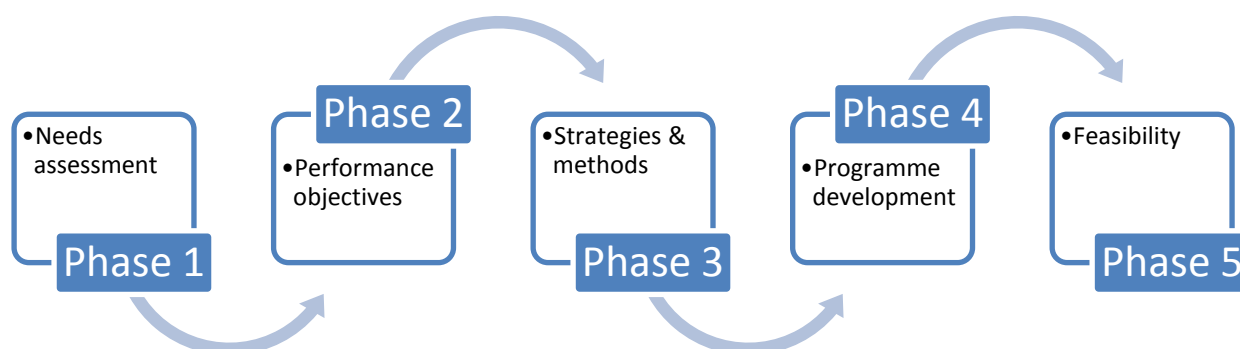 •Needs
assessment
Phase 1
Phase 2
•Performance
objectives
•Strategies &
methods
Phase 3
Phase 4
•Programme
development
•Feasibility
Phase 5